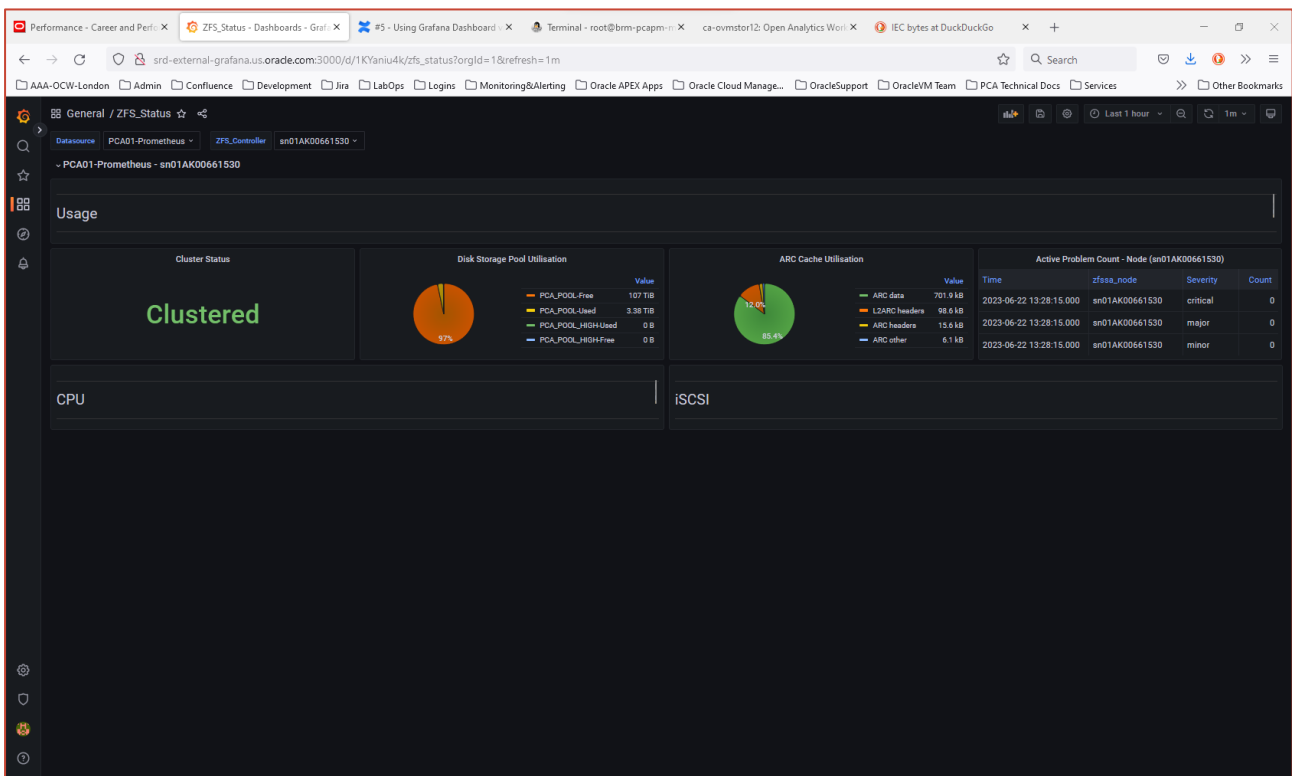 Performance - Career and Perfo
ZFS_Status - Dashboards - Grafa
#5 - Using Grafana Dashboard v
Terminal - root@brm-pcapm-m
ca-ovmstor12: Open Analytics Work
IEC bytes at DuckDuckGo
srd-external-grafana.us.oracle.com:3000/d/1KYaniu4k/zfs_status?orgId=1&refresh=1m
Search
AAA-OCW-London Admin Confluence Development Jira LabOps Logins Monitoring&Alerting Oracle APEX Apps Oracle Cloud Manage... OracleSupport OracleVM Team PCA Technical Docs Services Other Bookmarks
General / ZFS_Status
Last 1 hour
1m
Datasource PCA01-Prometheus ZFS_Controller sn01AK00661530
PCA01-Prometheus - sn01AK00661530
Usage
Cluster Status
Clustered
Disk Storage Pool Utilisation
97%
Value
PCA_POOL-Free 107 TiB
PCA_POOL-Used 3.38 TiB
PCA_POOL_HIGH-Used 0 B
PCA_POOL_HIGH-Free 0 B
ARC Cache Utilisation
12.0%
85.4%
Value
ARC data 701.9 kB
L2ARC headers 98.6 kB
ARC headers 15.6 kB
ARC other 6.1 kB
Active Problem Count - Node (sn01AK00661530)
Time zfssa_node Severity Count
2023-06-22 13:28:15.000 sn01AK00661530 critical 0
2023-06-22 13:28:15.000 sn01AK00661530 major 0
2023-06-22 13:28:15.000 sn01AK00661530 minor 0
CPU
iSCSI